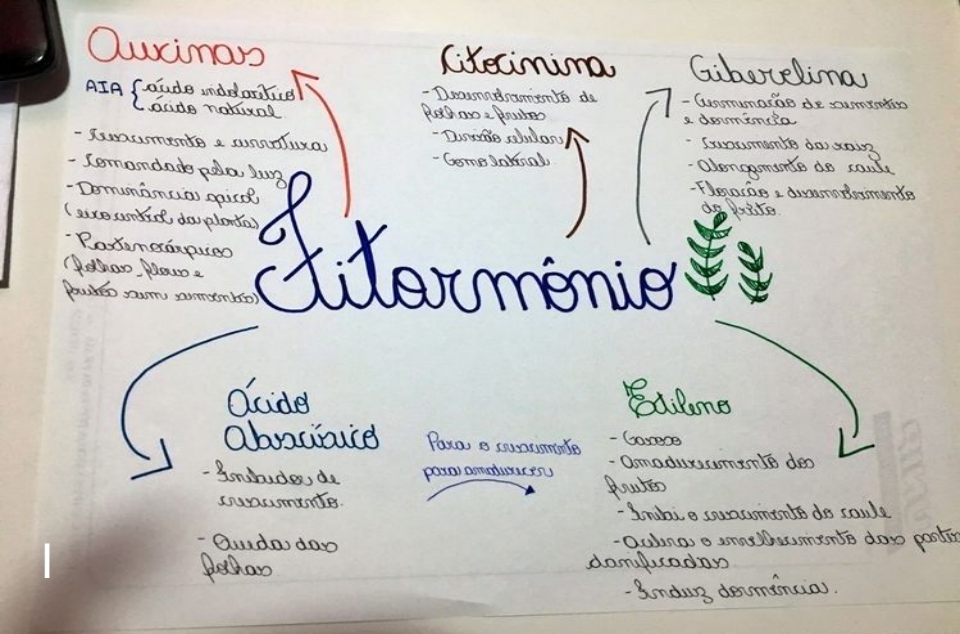 Auxinas
AIA { ácido indolacético
ácido natural
- Crescimento e curvatura
- Comandado pela luz
- Dominância apical
(eixo central da planta)
- Partenocárpicos
(folhas, flores e
frutos sem sementes)
Citocinina
- Desenvolvimento de
folhas e frutos
- Divisão celular
- Gema lateral
Giberelina
- Germinação de sementes
e dormência
- Crescimento da raiz
- Alongamento do caule
- Floração e desenvolvimento
do fruto.
Fitormônio
Ácido
Abscísico
- Inibidor de
crescimento.
- Queda das
folhas
Para o crescimento
para amadurecer
Etileno
- Gasoso
- Amadurecimento dos
frutos
- Inibi o crescimento do caule
- Acelera o envelhecimento das partes
danificadas
- Induz dormência.